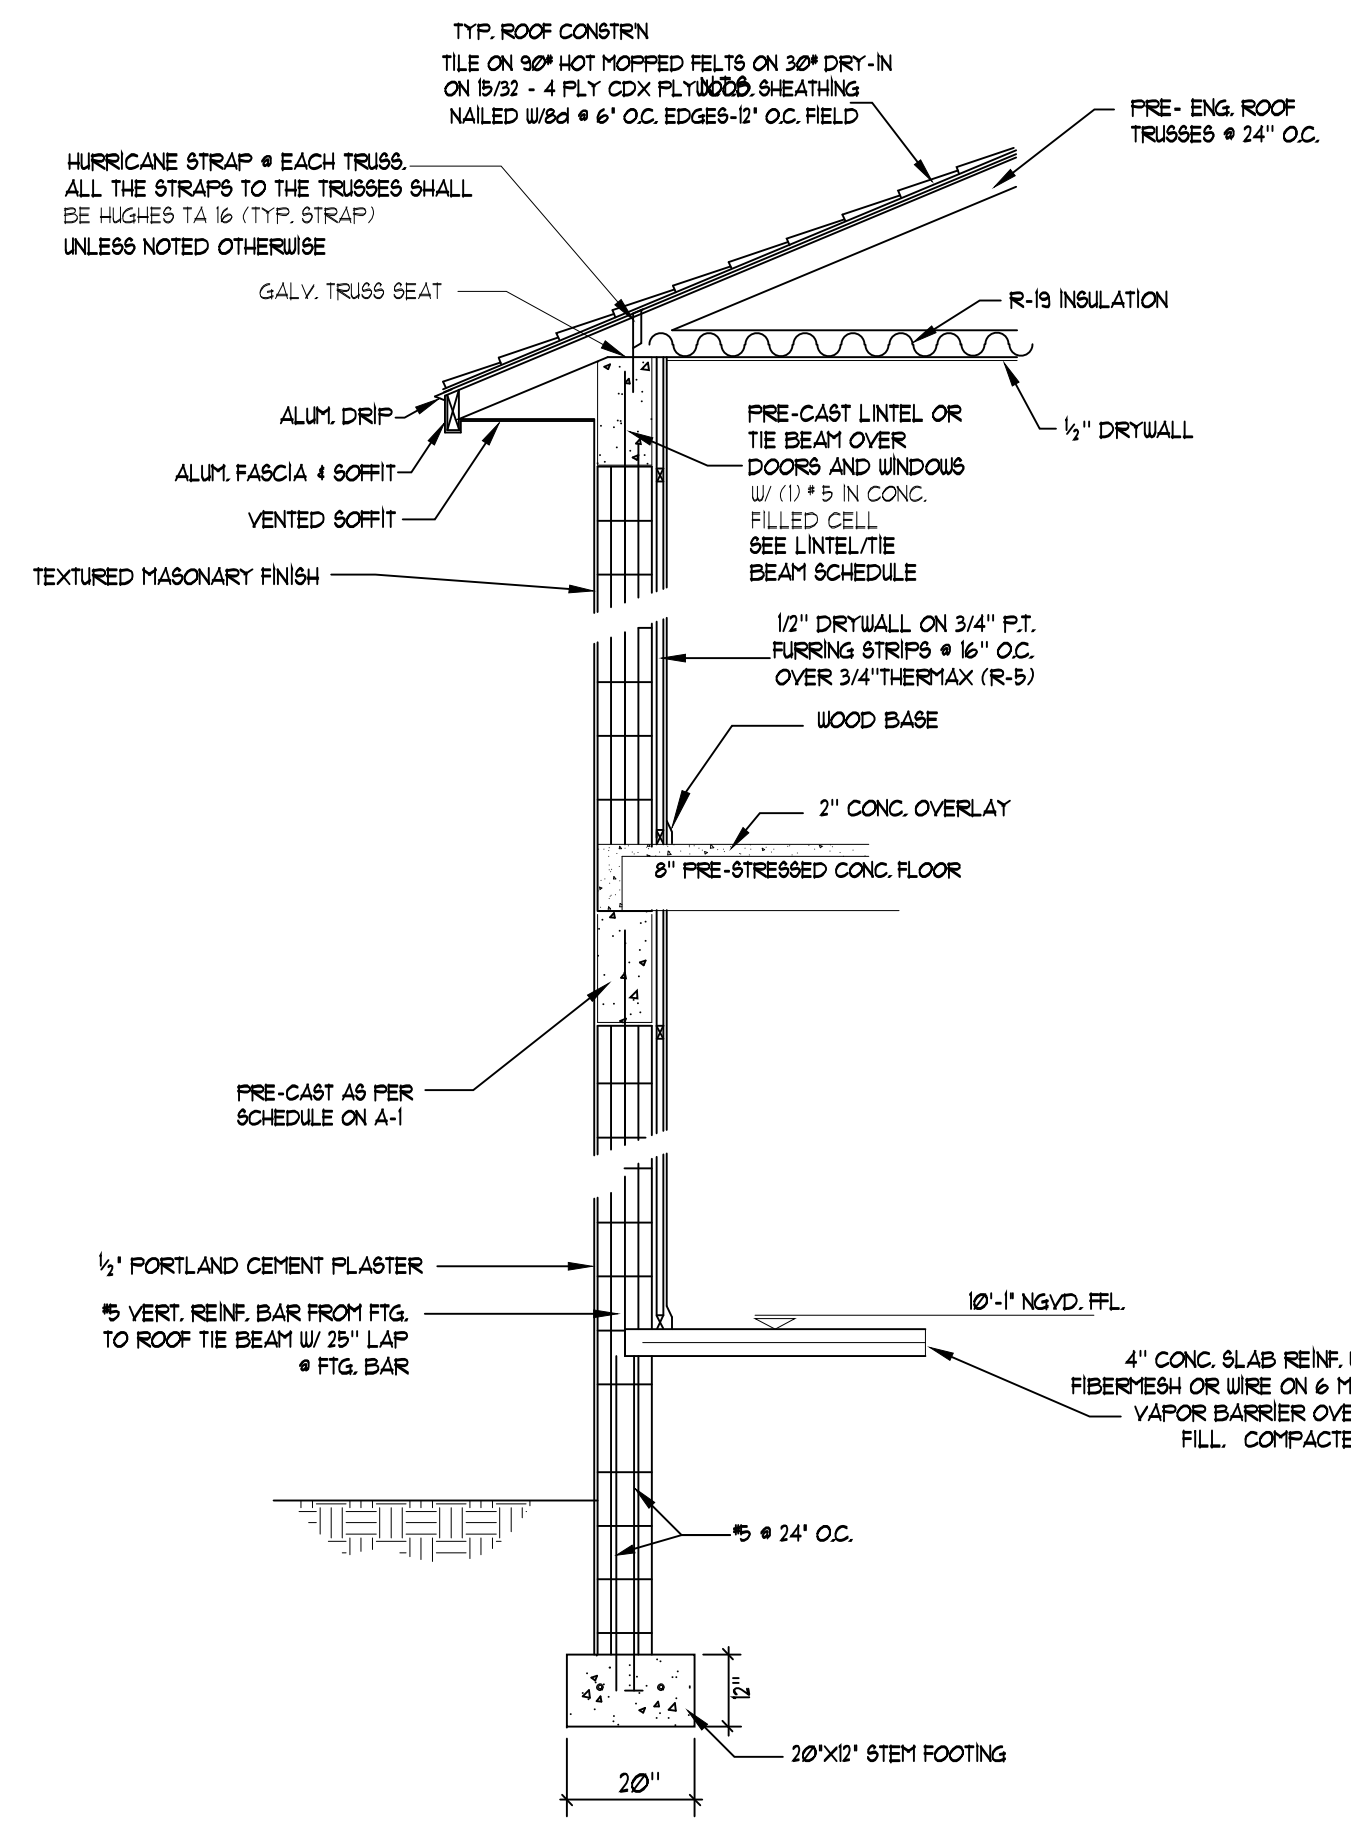 TYP. ROOF CONSTR'N
TILE ON 90# HOT MOPPED FELTS ON 30# DRY-IN
ON 15/32 - 4 PLY CDX PLYWOOD SHEATHING
NAILED W/8d @ 6" O.C. EDGES-12" O.C. FIELD
PRE- ENG. ROOF
TRUSSES @ 24" O.C.
HURRICANE STRAP @ EACH TRUSS.
ALL THE STRAPS TO THE TRUSSES SHALL
BE HUGHES TA 16 (TYP. STRAP)
UNLESS NOTED OTHERWISE
GALV. TRUSS SEAT
R-19 INSULATION
ALUM. DRIP
1/2" DRYWALL
ALUM. FASCIA & SOFFIT
VENTED SOFFIT
PRE-CAST LINTEL OR
TIE BEAM OVER
DOORS AND WINDOWS
W/ (1) # 5 IN CONC.
FILLED CELL
SEE LINTEL/TIE
BEAM SCHEDULE
TEXTURED MASONARY FINISH
1/2" DRYWALL ON 3/4" P.T.
FURRING STRIPS @ 16" O.C.
OVER 3/4"THERMAX (R-5)
WOOD BASE
2" CONC. OVERLAY
8" PRE-STRESSED CONC. FLOOR
PRE-CAST AS PER
SCHEDULE ON A-1
1/2" PORTLAND CEMENT PLASTER
#5 VERT. REINF. BAR FROM FTG.
TO ROOF TIE BEAM W/ 25" LAP
@ FTG. BAR
10'-1" NGVD. FFL.
4" CONC. SLAB REINF.
FIBERMESH OR WIRE ON 6 M
VAPOR BARRIER OVE
FILL. COMPACTE
#5 @ 24" O.C.
12"
20"X12" STEM FOOTING
20"